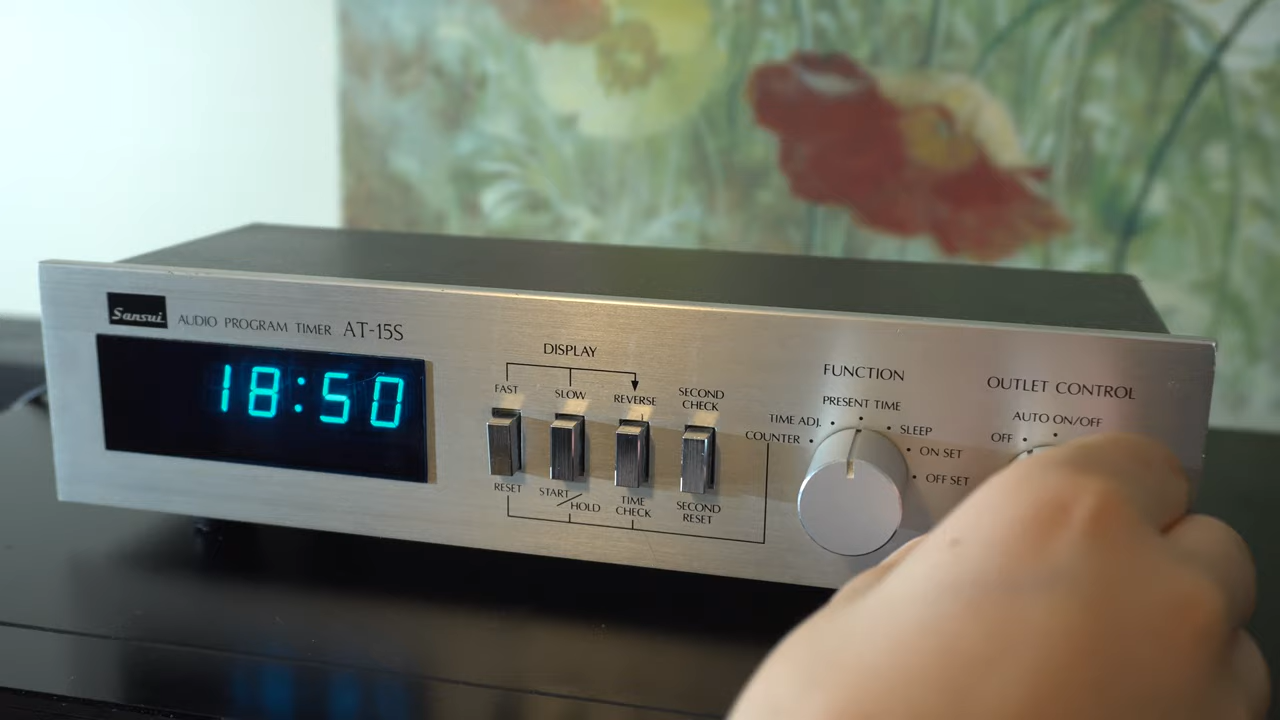 Sansui
AUDIO PROGRAM TIMER AT-15S
18:50
DISPLAY
FAST
SLOW
REVERSE
SECOND
CHECK
RESET
START/HOLD
TIME
CHECK
SECOND
RESET
FUNCTION
PRESENT TIME
TIME ADJ.
COUNTER
SLEEP
ON SET
OFF SET
OUTLET CONTROL
AUTO ON/OFF
OFF